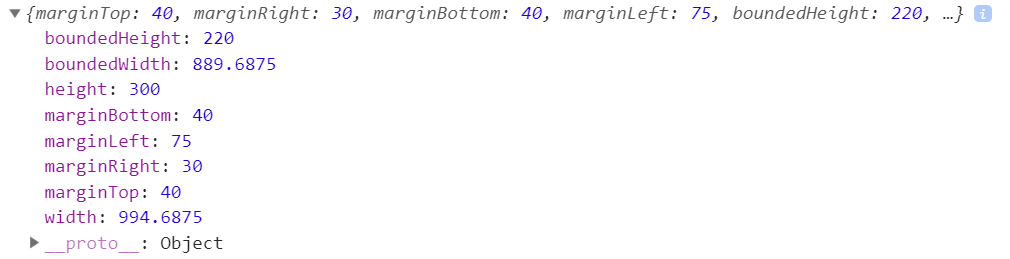 ▼{marginTop: 40, marginRight: 30, marginBottom: 40, marginLeft: 75, boundedHeight: 220, …} i
boundedHeight: 220
boundedWidth: 889.6875
height: 300
marginBottom: 40
marginLeft: 75
marginRight: 30
marginTop: 40
width: 994.6875
▶__proto__: Object